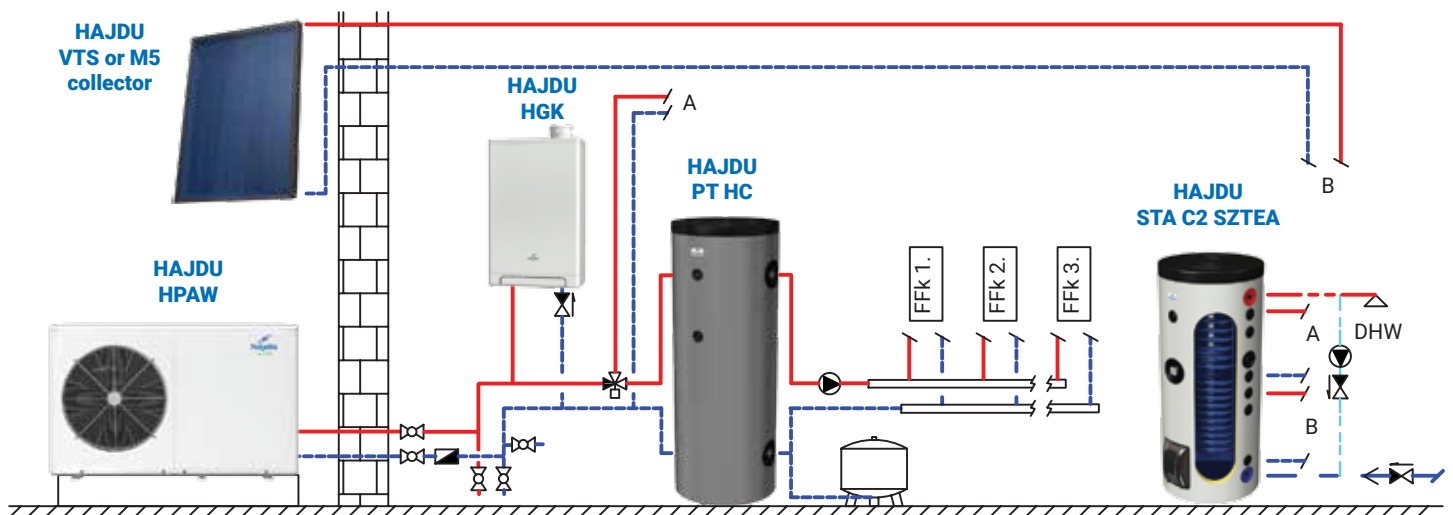 HAJDU
VTS or M5
collector
HAJDU
HGK
A
HAJDU
PT HC
B
HAJDU
STA C2 SZTEA
HAJDU
HPAW
FFk 1.
FFk 2.
FFk 3.
A
DHW
B